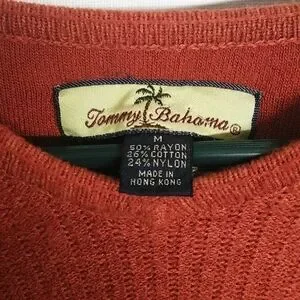 Tommy Bahama®
M
50% RAYON
26% COTTON
24% NYLON
MADE IN
HONG KONG